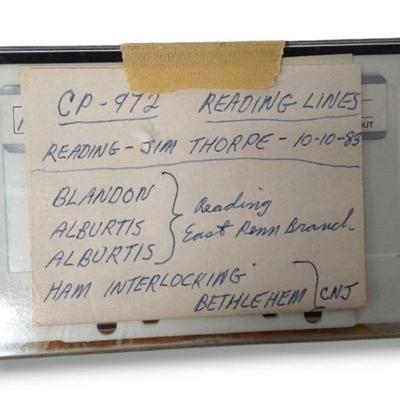 CP-972 READING LINES
READING-JIM THORPE-10-10-83
BLANDON
ALBURTIS
ALBURTIS
Reading
East Penn Branch
HAM INTERLOCKING
BETHLEHEM
CNJ